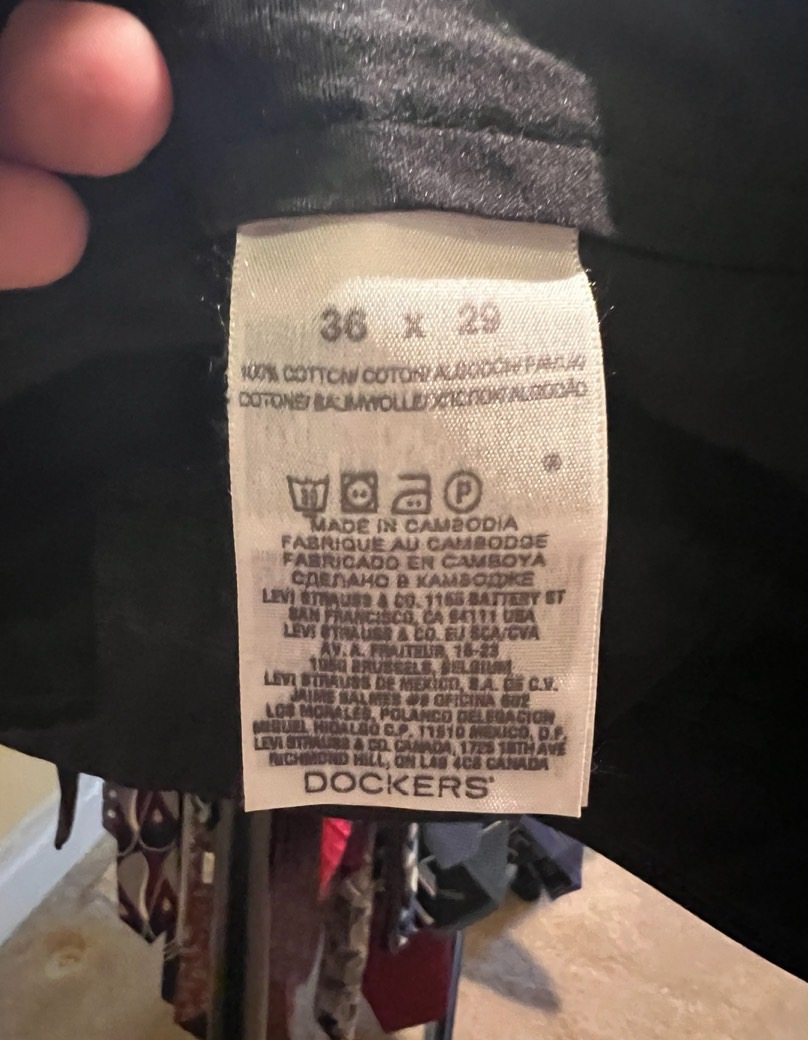 36 x 29
100% COTTON/ COTON/ ALGODÓN/ PAMUK/
COTONE/ BAUMWOLLE/ ХЛОПОК/ ALGODÃO
®
30
P
MADE IN CAMBODIA
FABRIQUE AU CAMBODGE
FABRICADO EN CAMBOYA
СДЕЛАНО В КАМБОДЖЕ
LEVI STRAUSS & CO. 1155 BATTERY ST
SAN FRANCISCO, CA 94111 USA
LEVI STRAUSS & CO. EU SCA/CVA
AV. A. FRAITEUR, 15-23
1050 BRUSSELS, BELGIUM
LEVI STRAUSS DE MEXICO, S.A. DE C.V.
JAIME BALMES #8 OFICINA 602
LOS MORALES, POLANCO DELEGACION
MIGUEL HIDALGO C.P. 11510 MEXICO, D.F.
LEVI STRAUSS & CO. CANADA, 1725 16TH AVE
RICHMOND HILL, ON L4B 4C6 CANADA
DOCKERS®